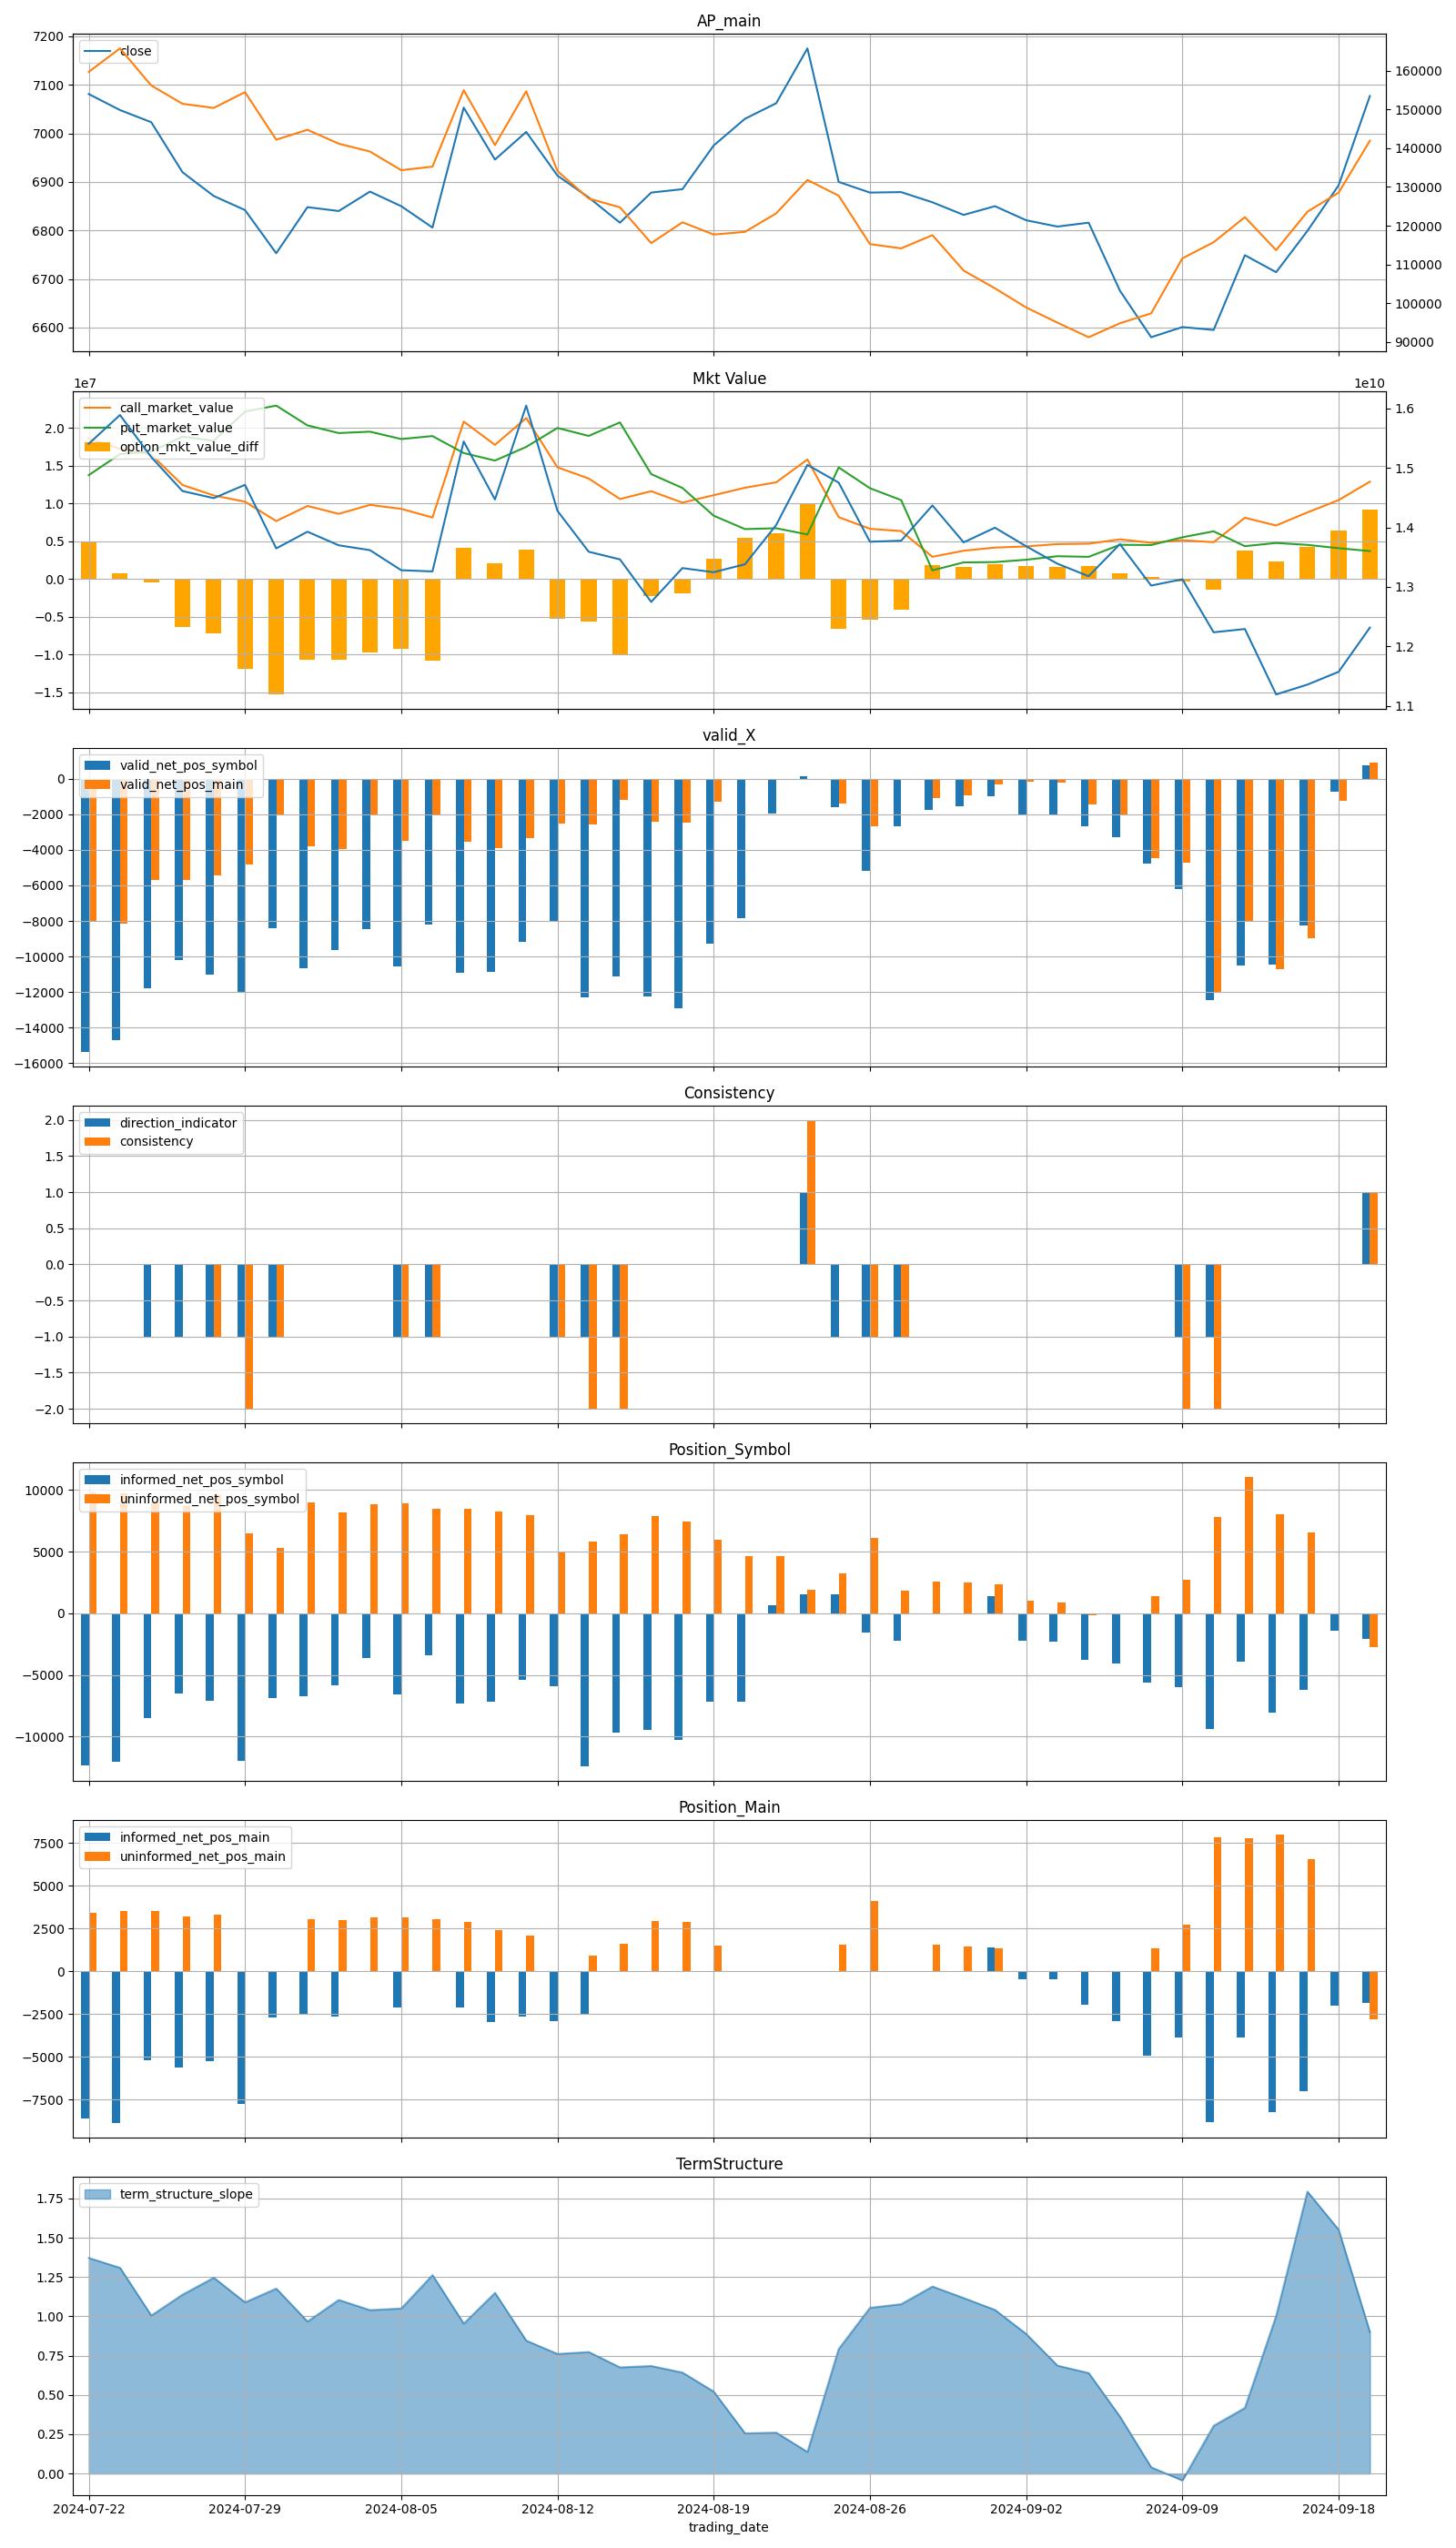 AP_main
close
7200
7100
7000
6900
6800
6700
6600
160000
150000
140000
130000
120000
110000
100000
90000
Mkt Value
1e7
1e10
call_market_value
put_market_value
option_mkt_value_diff
2.0
1.5
1.0
0.5
0.0
−0.5
−1.0
−1.5
1.6
1.5
1.4
1.3
1.2
1.1
valid_X
valid_net_pos_symbol
valid_net_pos_main
0
−2000
−4000
−6000
−8000
−10000
−12000
−14000
−16000
Consistency
direction_indicator
consistency
2.0
1.5
1.0
0.5
0.0
−0.5
−1.0
−1.5
−2.0
Position_Symbol
informed_net_pos_symbol
uninformed_net_pos_symbol
10000
5000
0
−5000
−10000
Position_Main
informed_net_pos_main
uninformed_net_pos_main
7500
5000
2500
0
−2500
−5000
−7500
TermStructure
term_structure_slope
1.75
1.50
1.25
1.00
0.75
0.50
0.25
0.00
2024-07-22 2024-07-29 2024-08-05 2024-08-12 2024-08-19 2024-08-26 2024-09-02 2024-09-09 2024-09-18
trading_date